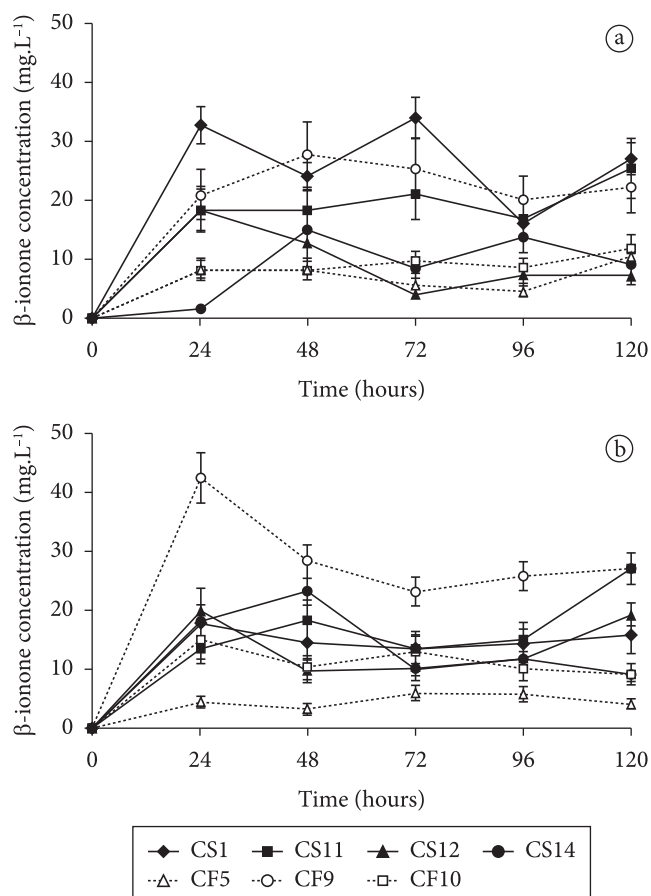 50
40
30
20
10
0
β-ionone concentration (mg.L⁻¹)
a
0 24 48 72 96 120
Time (hours)
50
40
30
20
10
0
β-ionone concentration (mg.L⁻¹)
b
0 24 48 72 96 120
Time (hours)
CS1 CS11 CS12 CS14
CF5 CF9 CF10